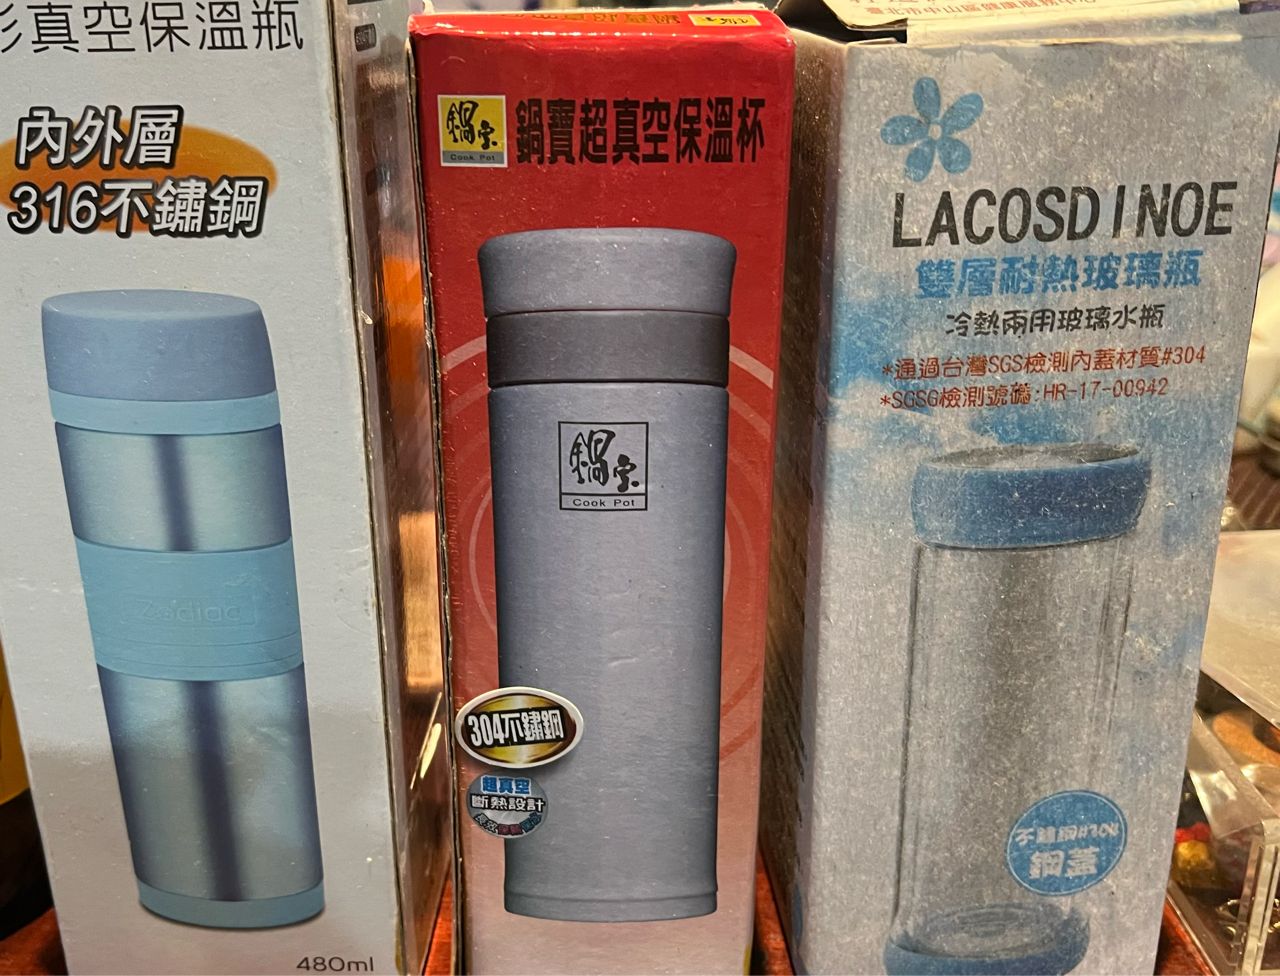 真空保溫瓶
內外層
316不鏽鋼
Zodiac
480ml
鍋宝
Cook Pot
鍋寶超真空保溫杯
鍋宝
Cook Pot
304不鏽鋼
超真空
斷熱設計
LACOSDINOE
雙層耐熱玻璃瓶
冷熱兩用玻璃水瓶
*通過台灣SGS檢測內蓋材質#304
*SGSG檢測號碼:HR-17-00942
不鏽鋼#304
鋼蓋